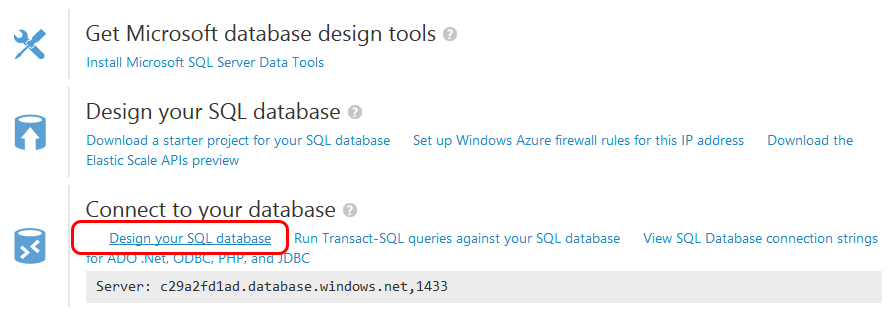 Get Microsoft database design tools ?
Install Microsoft SQL Server Data Tools
Design your SQL database ?
Download a starter project for your SQL database Set up Windows Azure firewall rules for this IP address Download the
Elastic Scale APIs preview
Connect to your database ?
Design your SQL database Run Transact-SQL queries against your SQL database View SQL Database connection strings
for ADO .Net, ODBC, PHP, and JDBC
Server: c29a2fd1ad.database.windows.net,1433